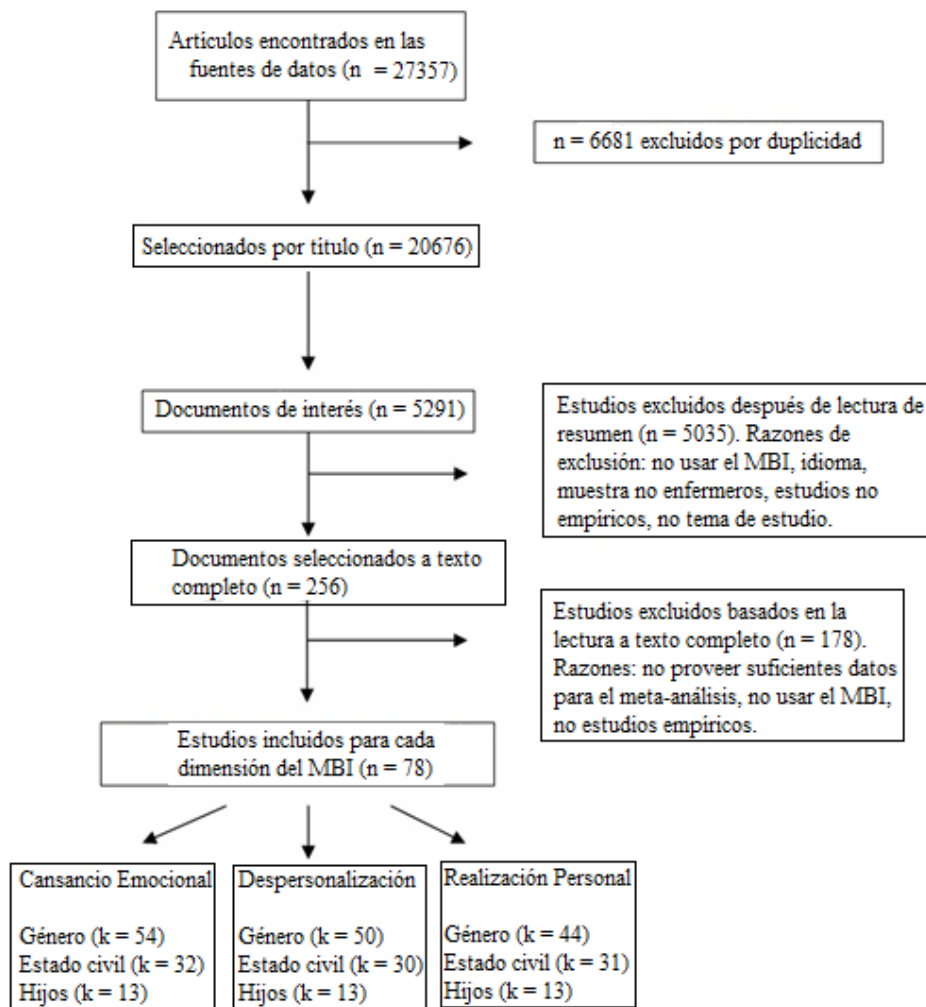 Artículos encontrados en las
fuentes de datos (n = 27357)
n = 6681 excluidos por duplicidad
Seleccionados por título (n = 20676)
Documentos de interés (n = 5291)
Estudios excluidos después de lectura de
resumen (n = 5035). Razones de
exclusión: no usar el MBI, idioma,
muestra no enfermeros, estudios no
empíricos, no tema de estudio.
Documentos seleccionados a texto
completo (n = 256)
Estudios excluidos basados en la
lectura a texto completo (n = 178).
Razones: no proveer suficientes datos
para el meta-análisis, no usar el MBI,
no estudios empíricos.
Estudios incluidos para cada
dimensión del MBI (n = 78)
Cansancio Emocional
Género (k = 54)
Estado civil (k = 32)
Hijos (k = 13)
Despersonalización
Género (k = 50)
Estado civil (k = 30)
Hijos (k = 13)
Realización Personal
Género (k = 44)
Estado civil (k = 31)
Hijos (k = 13)